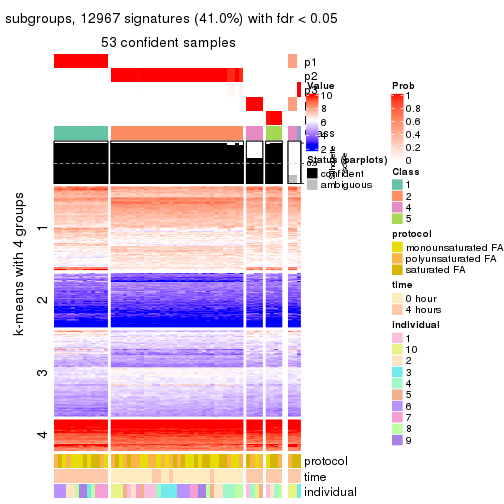 subgroups, 12967 signatures (41.0%) with fdr < 0.05
53 confident samples
p1
p2
p3
k-means with 4 groups
1
2
3
4
protocol
time
individual
Value
10
8
6
4
2
Status (barplots)
confident
ambiguous
Prob
1
0.8
0.6
0.4
0.2
0
Class
1
2
4
5
protocol
monounsaturated FA
polyunsaturated FA
saturated FA
time
0 hour
4 hours
individual
1
10
2
3
4
5
6
7
8
9